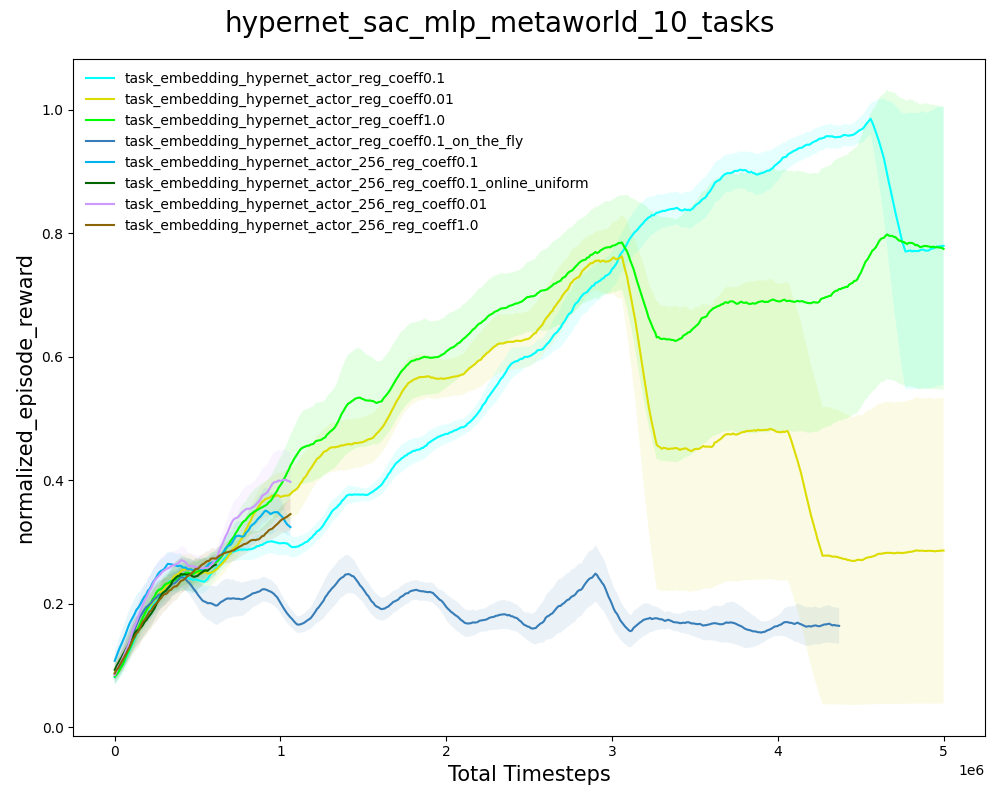 hypernet_sac_mlp_metaworld_10_tasks
task_embedding_hypernet_actor_reg_coeff0.1
task_embedding_hypernet_actor_reg_coeff0.01
task_embedding_hypernet_actor_reg_coeff1.0
task_embedding_hypernet_actor_reg_coeff0.1_on_the_fly
task_embedding_hypernet_actor_256_reg_coeff0.1
task_embedding_hypernet_actor_256_reg_coeff0.1_online_uniform
task_embedding_hypernet_actor_256_reg_coeff0.01
task_embedding_hypernet_actor_256_reg_coeff1.0
normalized_episode_reward
1.0
0.8
0.6
0.4
0.2
0.0
0 1 2 3 4 5
1e6
Total Timesteps